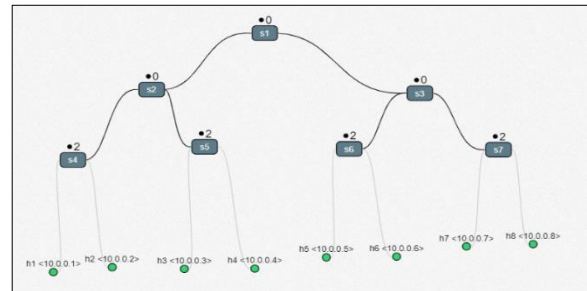 •0
s1
•0
s2
•0
s3
•2
s4
•2
s5
•2
s6
•2
s7
h1 <10.0.0.1>
h2 <10.0.0.2>
h3 <10.0.0.3>
h4 <10.0.0.4>
h5 <10.0.0.5>
h6 <10.0.0.6>
h7 <10.0.0.7>
h8 <10.0.0.8>